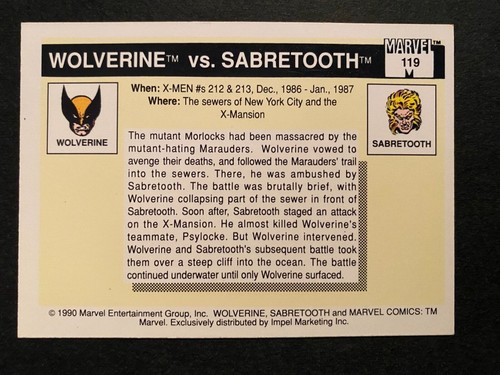 MARVEL™
WOLVERINE™ vs. SABRETOOTH™
119
When: X-MEN #s 212 & 213, Dec., 1986 - Jan., 1987
Where: The sewers of New York City and the
X-Mansion
WOLVERINE
SABRETOOTH
The mutant Morlocks had been massacred by the
mutant-hating Marauders. Wolverine vowed to
avenge their deaths, and followed the Marauders' trail
into the sewers. There, he was ambushed by
Sabretooth. The battle was brutally brief, with
Wolverine collapsing part of the sewer in front of
Sabretooth. Soon after, Sabretooth staged an attack
on the X-Mansion. He almost killed Wolverine's
teammate, Psylocke. But Wolverine intervened.
Wolverine and Sabretooth's subsequent battle took
them over a steep cliff into the ocean. The battle
continued underwater until only Wolverine surfaced.
© 1990 Marvel Entertainment Group, Inc. WOLVERINE, SABRETOOTH and MARVEL COMICS: TM
Marvel. Exclusively distributed by Impel Marketing Inc.